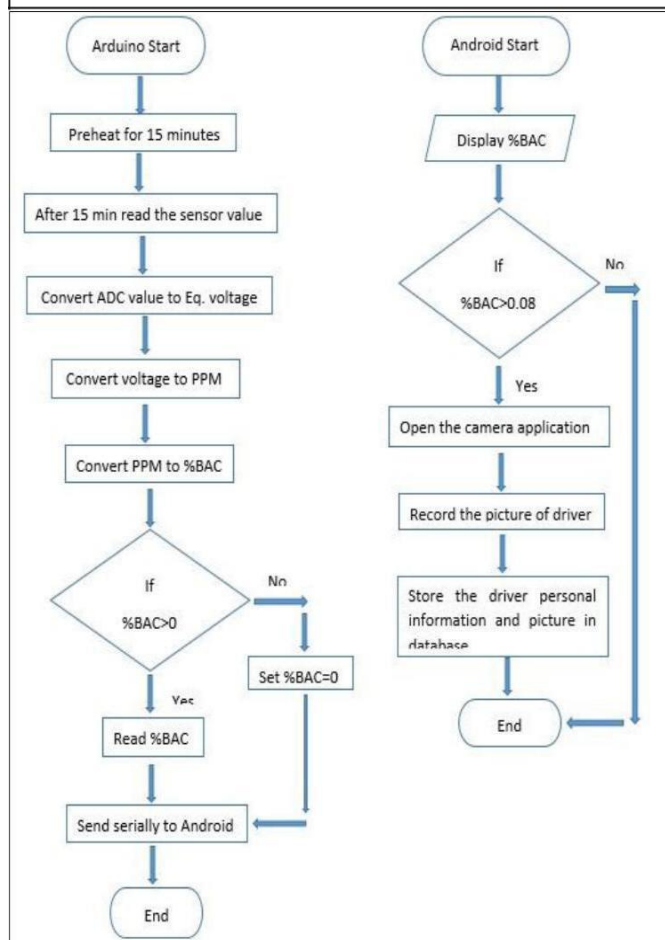 Arduino Start
Preheat for 15 minutes
After 15 min read the sensor value
Convert ADC value to Eq. voltage
Convert voltage to PPM
Convert PPM to %BAC
If
%BAC>0
No
Set %BAC=0
Yes
Read %BAC
Send serially to Android
End
Android Start
Display %BAC
If
%BAC>0.08
No
Yes
Open the camera application
Record the picture of driver
Store the driver personal
information and picture in
database
End